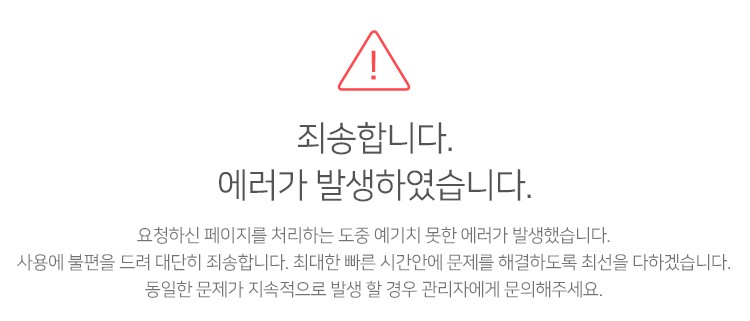 죄송합니다.
에러가 발생하였습니다.
요청하신 페이지를 처리하는 도중 예기치 못한 에러가 발생했습니다.
사용에 불편을 드려 대단히 죄송합니다. 최대한 빠른 시간안에 문제를 해결하도록 최선을 다하겠습니다.
동일한 문제가 지속적으로 발생 할 경우 관리자에게 문의해주세요.